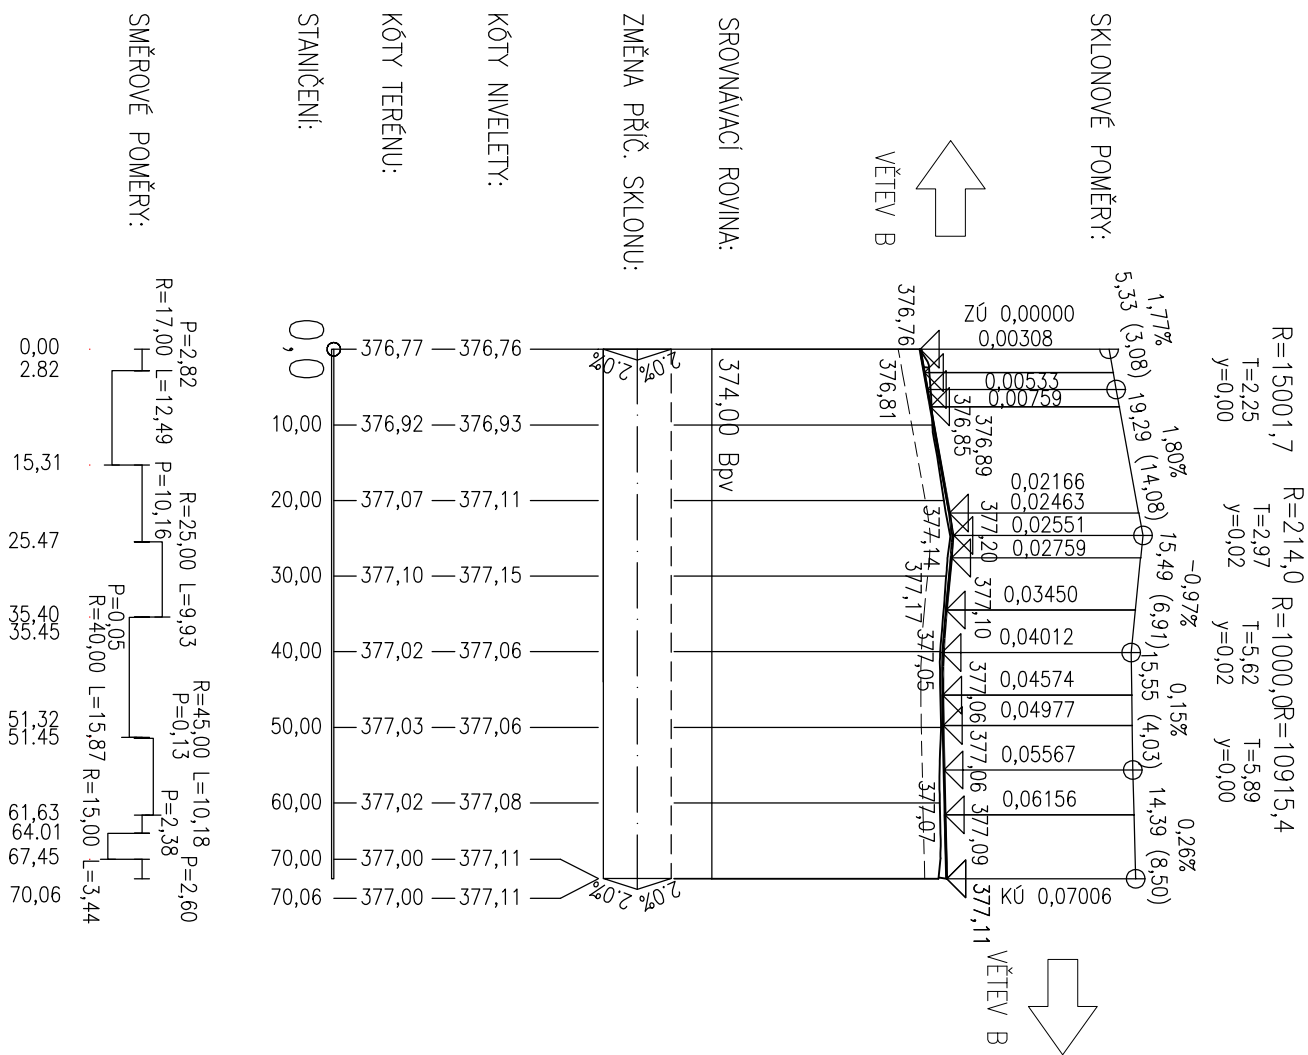 R=15001,7
T=2,25
y=0,00
R=214,0
T=2,97
y=0,02
R=1000,0
T=5,62
y=0,02
R=10915,4
T=5,89
y=0,00
SKLONOVÉ POMĚRY:
1,77%
5,33 (3,08)
1,80%
19,29 (14,08)
-0,97%
15,49 (6,91)
0,15%
15,55 (4,03)
0,26%
14,39 (8,50)
ZÚ 0,00000
0,00308
0,00533
0,00759
0,02166
0,02463
0,02551
0,02759
0,03450
0,04012
0,04574
0,04977
0,05567
0,06156
KÚ 0,07006
VĚTEV B
VĚTEV B
376,76
376,81
376,85
376,89
377,14
377,20
377,17
377,10
377,05
377,06
377,06
377,07
377,09
377,11
SROVNÁVACÍ ROVINA:
374,00 Bpv
ZMĚNA PŘÍČ. SKLONU:
2.0%
2.0%
2.0%
2.0%
KÓTY NIVELETY:
376,76
376,93
377,11
377,15
377,06
377,06
377,08
377,11
377,11
KÓTY TERÉNU:
376,77
376,92
377,07
377,10
377,02
377,03
377,02
377,00
377,00
STANIČENÍ:
0,0
10,00
20,00
30,00
40,00
50,00
60,00
70,00
70,06
SMĚROVÉ POMĚRY:
P=2,82
R=17,00 L=12,49
P=10,16
R=25,00 L=9,93
P=0,05
R=40,00 L=15,87
P=0,13
R=45,00 L=10,18
P=2,38
R=15,00 L=3,44
P=2,60
0,00
2.82
15,31
25.47
35,40
35.45
51,32
51.45
61,63
64.01
67,45
70,06